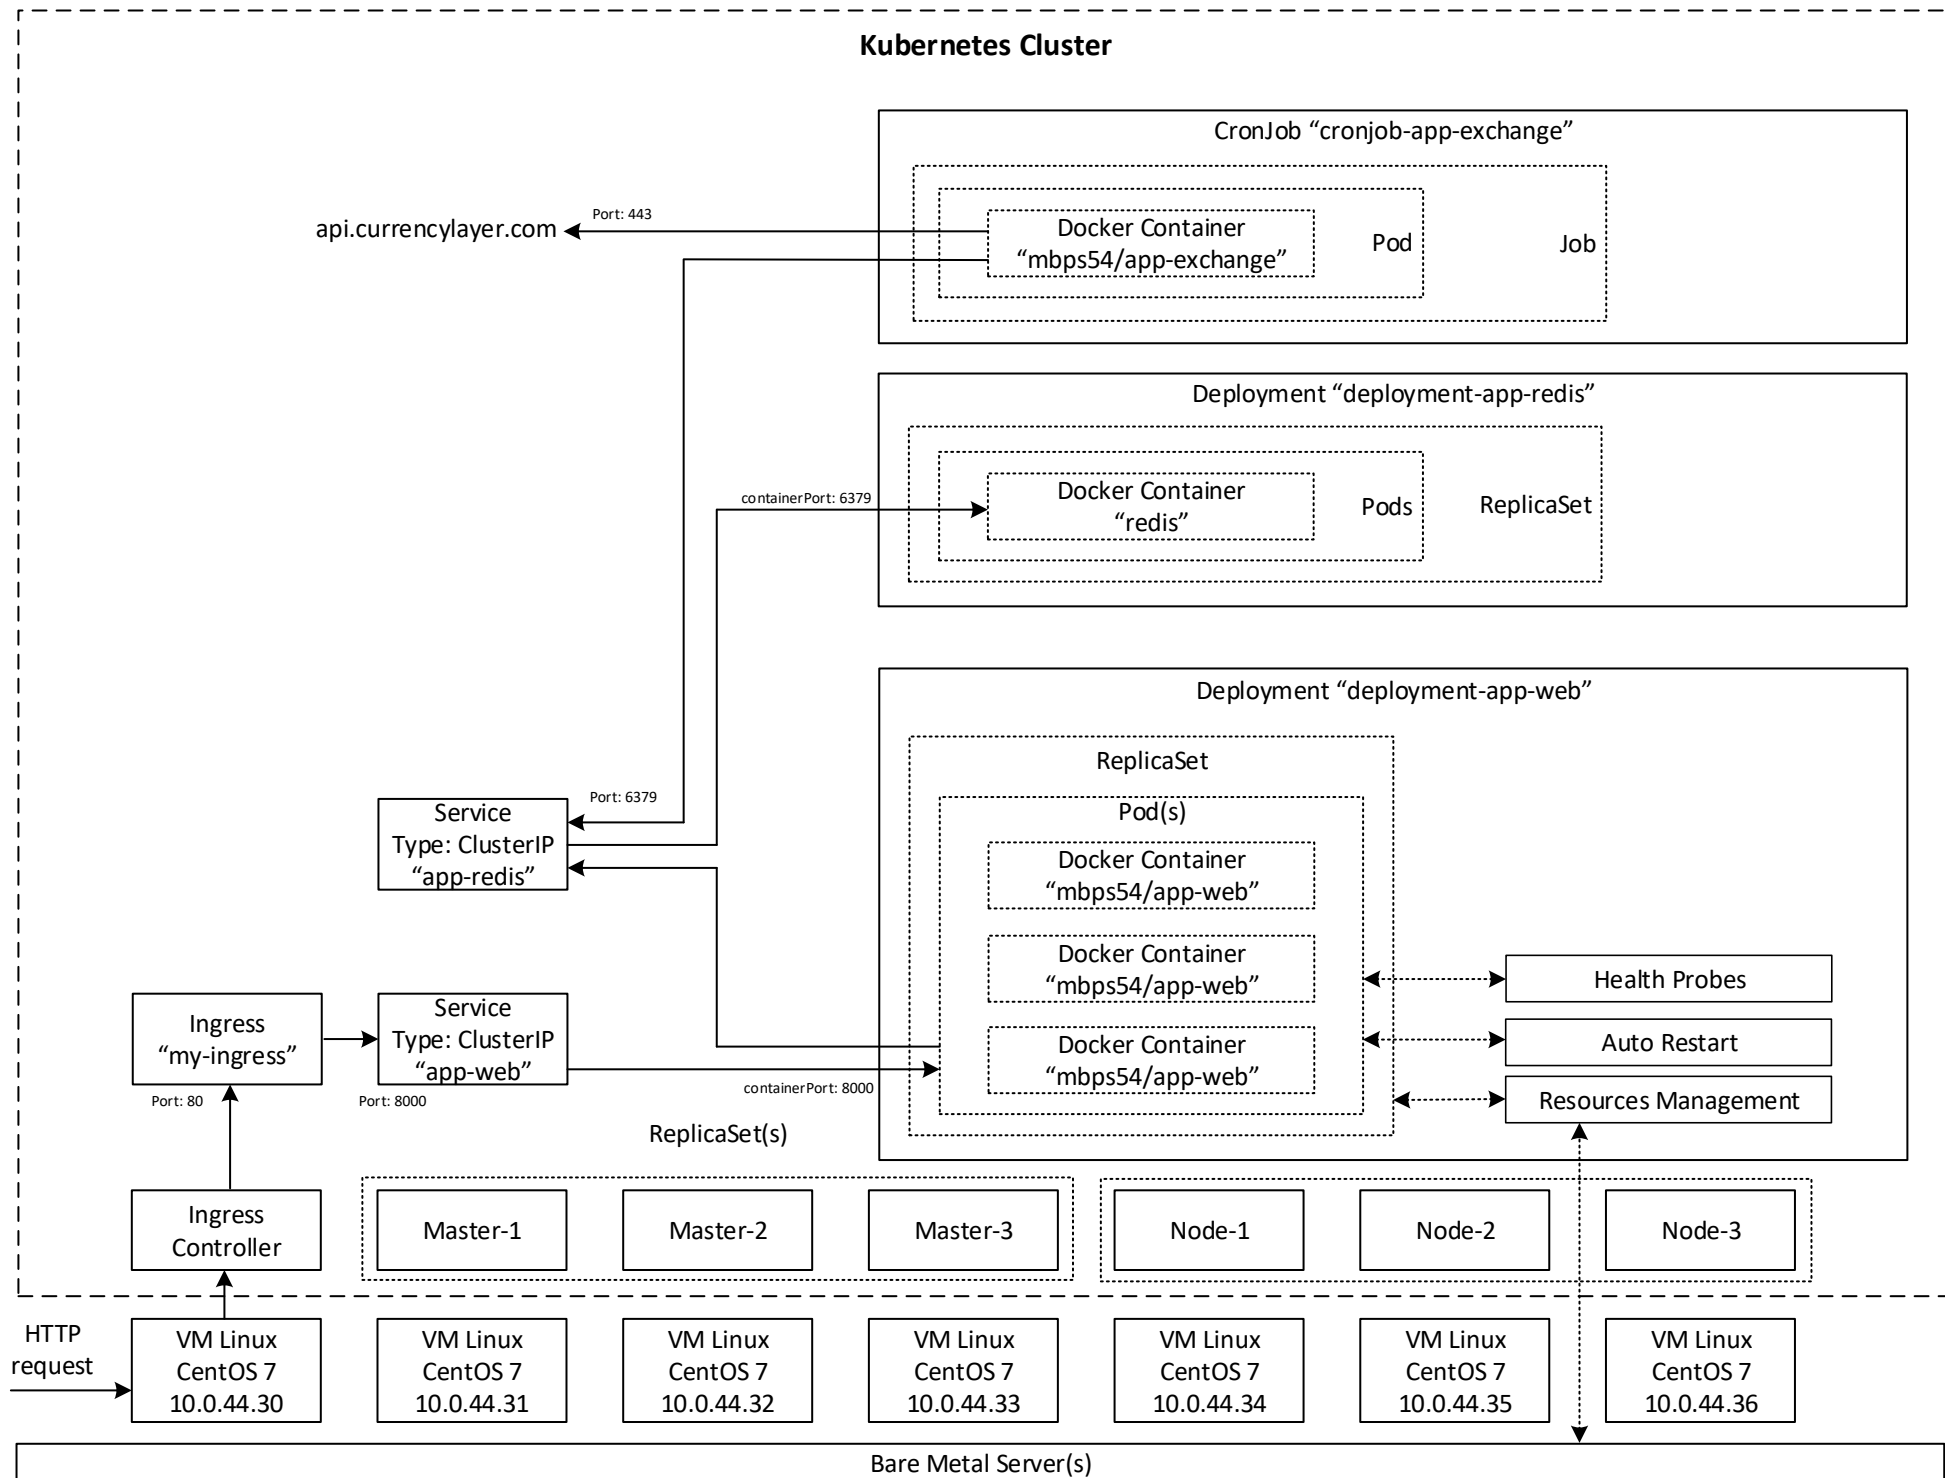 Kubernetes Cluster
CronJob “cronjob-app-exchange”
Port: 443
api.currencylayer.com
Docker Container
“mbps54/app-exchange”
Pod
Job
Deployment “deployment-app-redis”
containerPort: 6379
Docker Container
“redis”
Pods
ReplicaSet
Deployment “deployment-app-web”
ReplicaSet
Pod(s)
Port: 6379
Service
Type: ClusterIP
“app-redis”
Docker Container
“mbps54/app-web”
Docker Container
“mbps54/app-web”
Docker Container
“mbps54/app-web”
Health Probes
Auto Restart
Resources Management
Ingress
“my-ingress”
Port: 80
Service
Type: ClusterIP
“app-web”
Port: 8000
containerPort: 8000
ReplicaSet(s)
Ingress
Controller
Master-1
Master-2
Master-3
Node-1
Node-2
Node-3
HTTP
request
VM Linux
CentOS 7
10.0.44.30
VM Linux
CentOS 7
10.0.44.31
VM Linux
CentOS 7
10.0.44.32
VM Linux
CentOS 7
10.0.44.33
VM Linux
CentOS 7
10.0.44.34
VM Linux
CentOS 7
10.0.44.35
VM Linux
CentOS 7
10.0.44.36
Bare Metal Server(s)